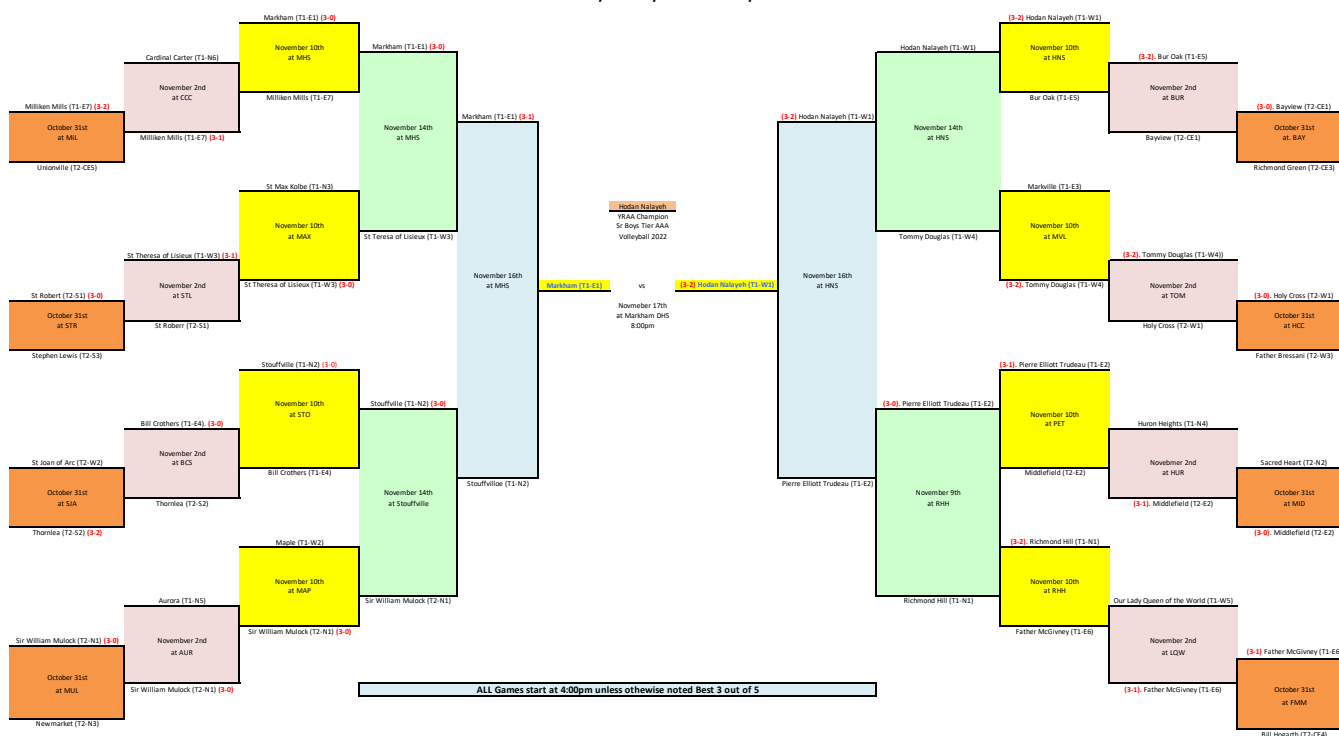 Markham (T1-E1) (3-0)
November 10th
at MHS
Milliken Mills (T1-E7)
Cardinal Carter (T1-N6)
November 2nd
at CCC
Milliken Mills (T1-E7) (3-1)
Milliken Mills (T1-E7) (3-2)
October 31st
at MIL
Unionville (T2-CE5)
Markham (T1-E1) (3-0)
November 14th
at MHS
St Teresa of Lisieux (T1-W3)
St Max Kolbe (T1-N3)
November 10th
at MAX
St Theresa of Lisieux (T1-W3) (3-0)
St Theresa of Lisieux (T1-W3) (3-1)
November 2nd
at STL
St Roberr (T2-S1)
St Robert (T2-S1) (3-0)
October 31st
at STR
Stephen Lewis (T2-S3)
Markham (T1-E1) (3-1)
November 16th
at MHS
Stouffvilloe (T1-N2)
Stouffville (T1-N2) (3-0)
November 10th
at STO
Bill Crothers (T1-E4)
Bill Crothers (T1-E4). (3-0)
November 2nd
at BCS
Thornlea (T2-S2)
St Joan of Arc (T2-W2)
October 31st
at SJA
Thornlea (T2-S2) (3-2)
Stouffville (T1-N2) (3-0)
November 14th
at Stouffville
Sir William Mulock (T2-N1)
Maple (T1-W2)
November 10th
at MAP
Sir William Mulock (T2-N1) (3-0)
Aurora (T1-N5)
Novembver 2nd
at AUR
Sir William Mulock (T2-N1) (3-0)
Sir William Mulock (T2-N1) (3-0)
October 31st
at MUL
Newmarket (T2-N3)
Hodan Nalayeh
YRAA Champion
Sr Boys Tier AAA
Volleyball 2022
Markham (T1-E1)
vs
(3-2) Hodan Nalayeh (T1-W1)
Novmeber 17th
at Markham DHS
8:00pm
(3-2) Hodan Nalayeh (T1-W1)
November 16th
at HNS
Pierre Elliott Trudeau (T1-E2)
Hodan Nalayeh (T1-W1)
November 14th
at HNS
Tommy Douglas (T1-W4)
(3-2) Hodan Nalayeh (T1-W1)
November 10th
at HNS
Bur Oak (T1-E5)
(3-2). Bur Oak (T1-E5)
November 2nd
at BUR
Bayview (T2-CE1)
(3-0). Bayview (T2-CE1)
October 31st
at. BAY
Richmond Green (T2-CE3)
Markville (T1-E3)
November 10th
at MVL
(3-2). Tommy Douglas (T1-W4)
(3-2). Tommy Douglas (T1-W4))
November 2nd
at TOM
Holy Cross (T2-W1)
(3-0). Holy Cross (T2-W1)
October 31st
at HCC
Father Bressani (T2-W3)
(3-0). Pierre Elliott Trudeau (T1-E2)
November 9th
at RHH
Richmond Hill (T1-N1)
(3-1). Pierre Elliott Trudeau (T1-E2)
November 10th
at PET
Middlefield (T2-E2)
Huron Heights (T1-N4)
Novebmer 2nd
at HUR
(3-1). Middlefield (T2-E2)
Sacred Heart (T2-N2)
October 31st
at MID
(3-0). Middlefield (T2-E2)
(3-2). Richmond Hill (T1-N1)
November 10th
at RHH
Father McGivney (T1-E6)
Our Lady Queen of the World (T1-W5)
November 2nd
at LQW
(3-1). Father McGivney (T1-E6)
(3-1) Father McGivney (T1-E6
October 31st
at FMM
Bill Hogarth (T2-CE4)
ALL Games start at 4:00pm unless othewise noted Best 3 out of 5